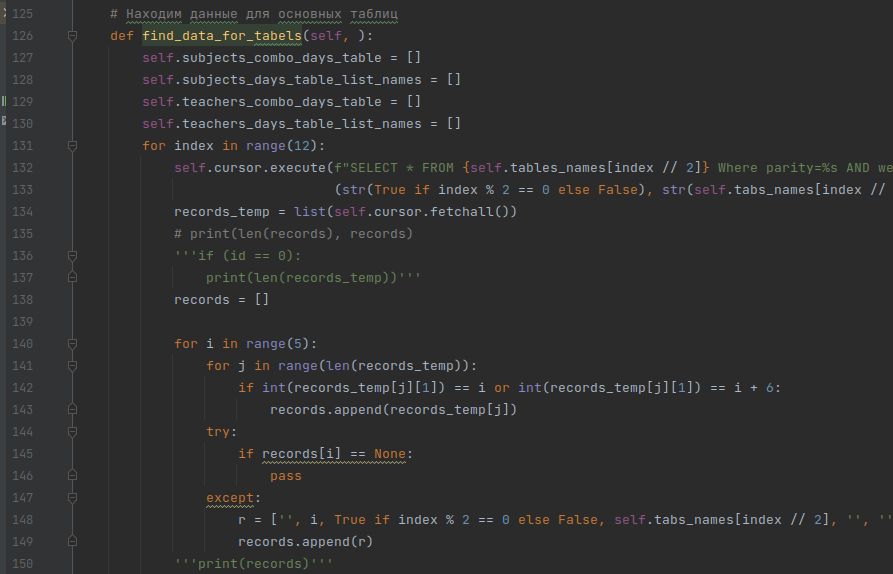 125 # Находим данные для основных таблиц
126 def find_data_for_tabels(self, ):
127 self.subjects_combo_days_table = []
128 self.subjects_days_table_list_names = []
129 self.teachers_combo_days_table = []
130 self.teachers_days_table_list_names = []
131 for index in range(12):
132 self.cursor.execute(f"SELECT * FROM {self.tables_names[index // 2]} Where parity=%s AND we
133 (str(True if index % 2 == 0 else False), str(self.tabs_names[index //
134 records_temp = list(self.cursor.fetchall())
135 # print(len(records), records)
136 '''if (id == 0):
137 print(len(records_temp))'''
138 records = []
139
140 for i in range(5):
141 for j in range(len(records_temp)):
142 if int(records_temp[j][1]) == i or int(records_temp[j][1]) == i + 6:
143 records.append(records_temp[j])
144 try:
145 if records[i] == None:
146 pass
147 except:
148 r = ['', i, True if index % 2 == 0 else False, self.tabs_names[index // 2], '', ''
149 records.append(r)
150 '''print(records)'''